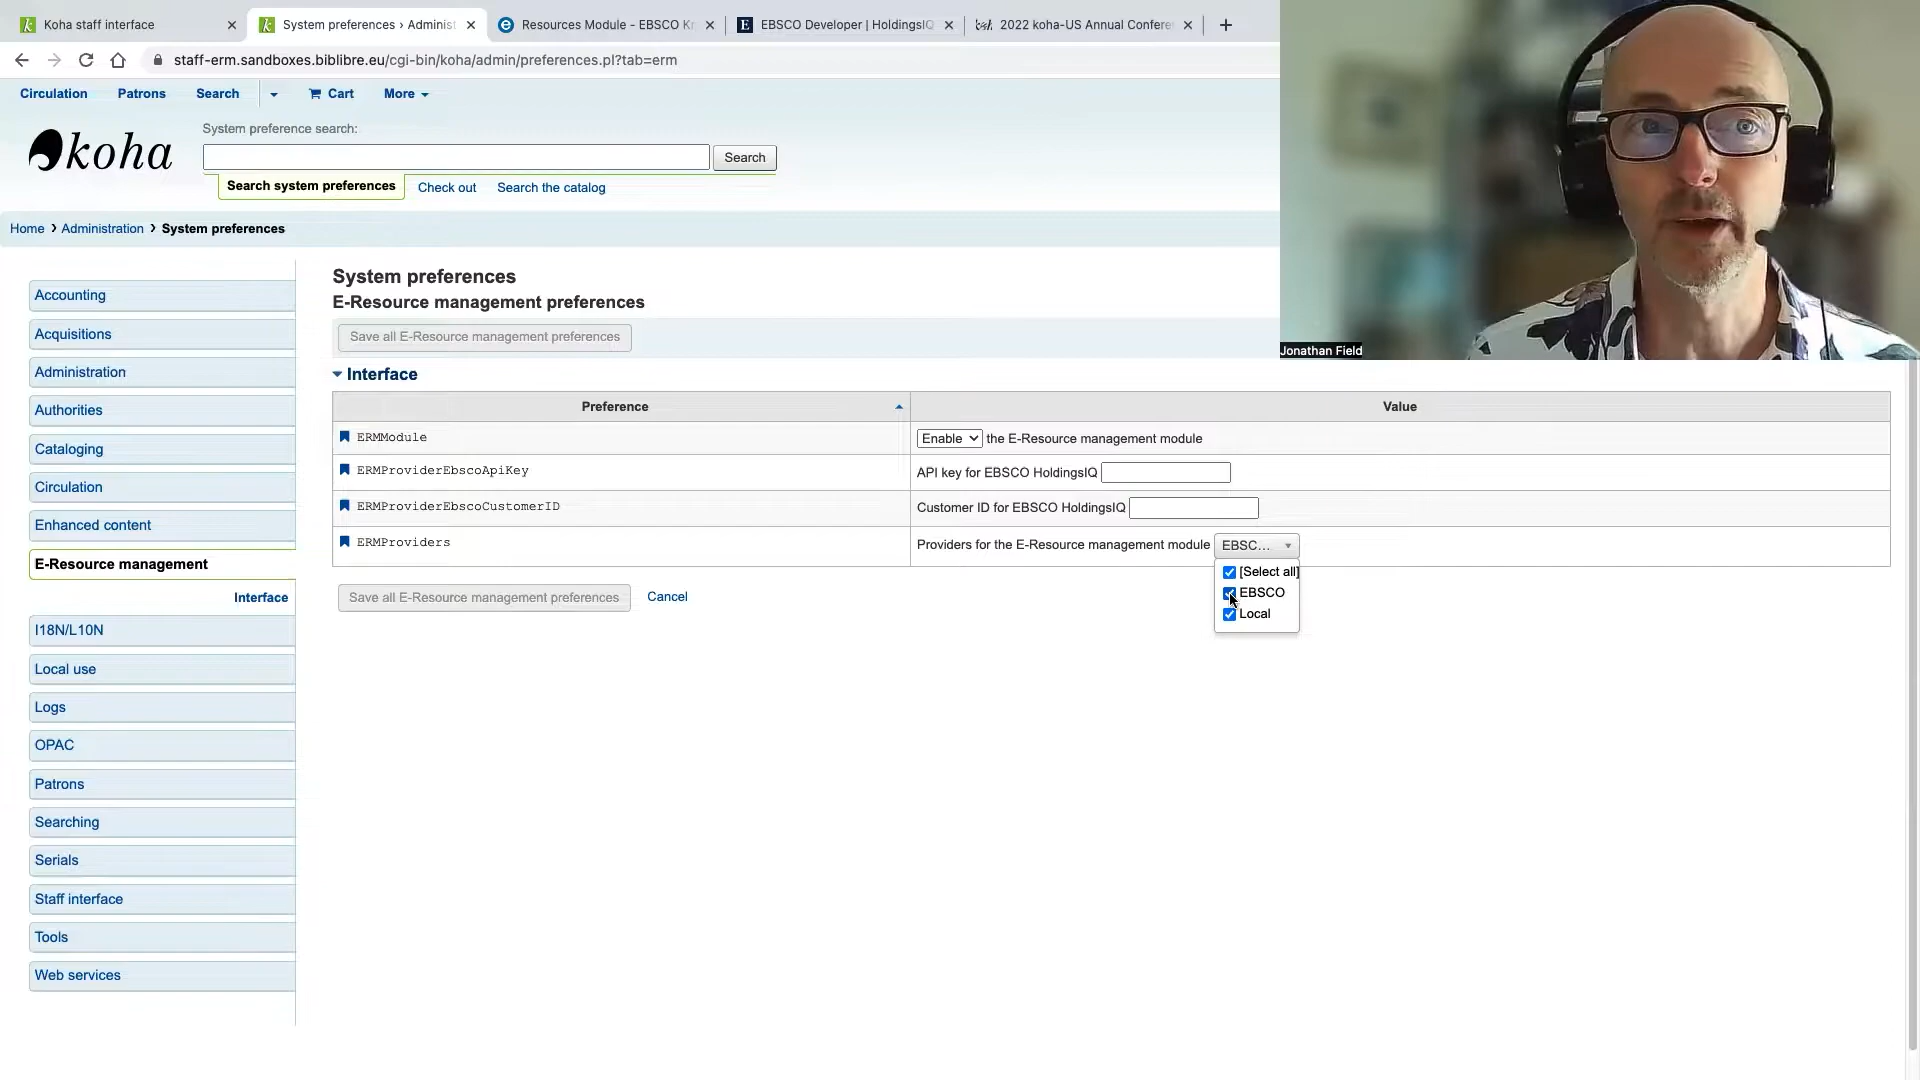 Koha staff interface
System preferences › Administ
Resources Module - EBSCO K
EBSCO Developer | HoldingsIQ
2022 koha-US Annual Confere
staff-erm.sandboxes.biblibre.eu/cgi-bin/koha/admin/preferences.pl?tab=erm
Circulation Patrons Search Cart More
koha
System preference search:
Search
Search system preferences Check out Search the catalog
Home › Administration › System preferences
Accounting
Acquisitions
Administration
Authorities
Cataloging
Circulation
Enhanced content
E-Resource management
Interface
I18N/L10N
Local use
Logs
OPAC
Patrons
Searching
Serials
Staff interface
Tools
Web services
System preferences
E-Resource management preferences
Save all E-Resource management preferences
Interface
Preference Value
ERMModule Enable the E-Resource management module
ERMProviderEbscoApiKey API key for EBSCO HoldingsIQ
ERMProviderEbscoCustomerID Customer ID for EBSCO HoldingsIQ
ERMProviders Providers for the E-Resource management module EBSC...
[Select all]
EBSCO
Local
Save all E-Resource management preferences Cancel
Jonathan Field